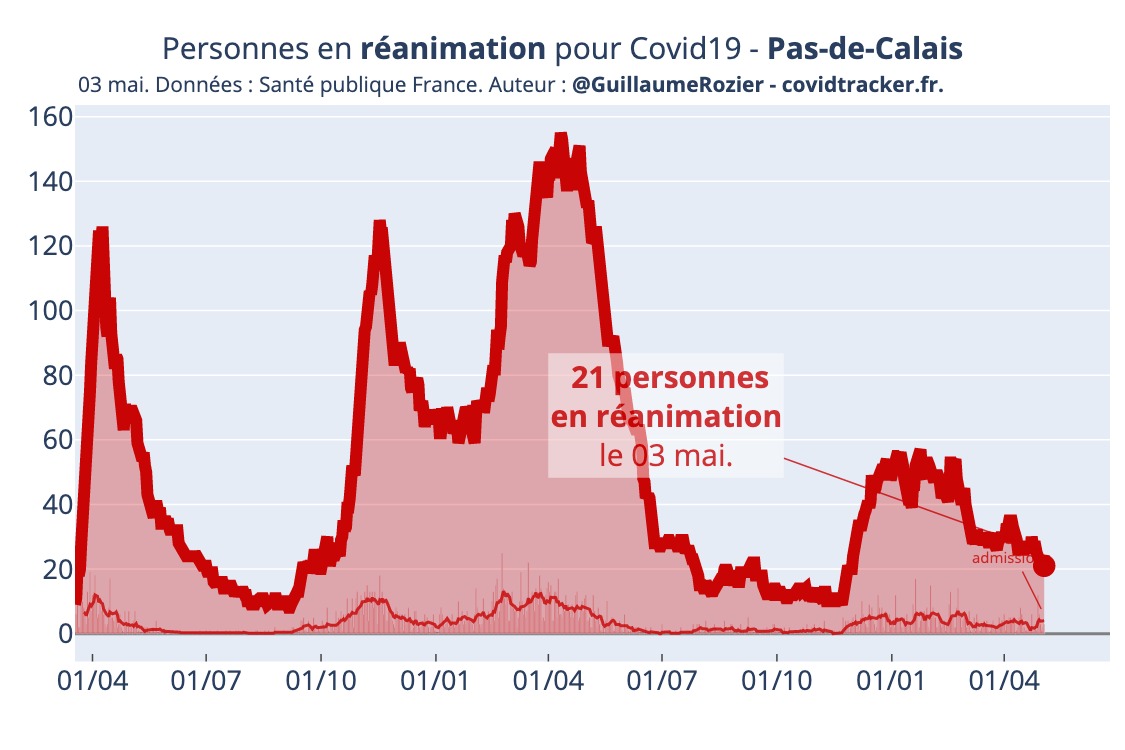 Personnes en réanimation pour Covid19 - Pas-de-Calais
03 mai. Données : Santé publique France. Auteur : @GuillaumeRozier - covidtracker.fr.
160
140
120
100
80
60
40
20
0
21 personnes
en réanimation
le 03 mai.
admissio
01/04 01/07 01/10 01/01 01/04 01/07 01/10 01/01 01/04